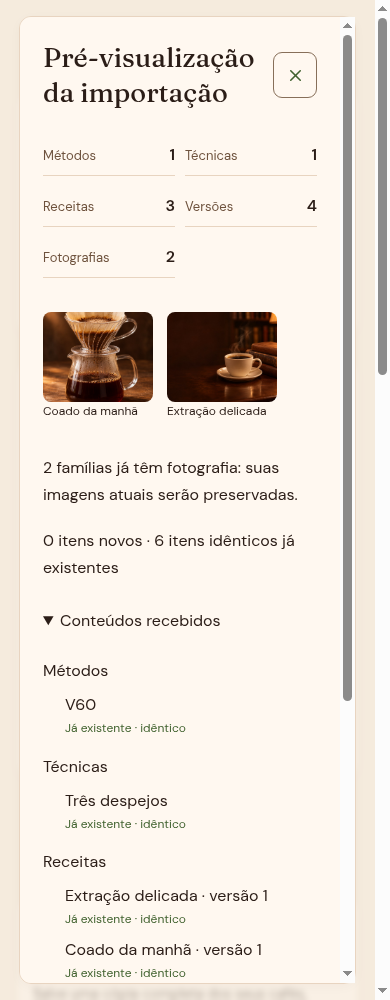 Pré-visualização
da importação
Métodos 1 Técnicas 1
Receitas 3 Versões 4
Fotografias 2
Coado da manhã Extração delicada
2 famílias já têm fotografia: suas
imagens atuais serão preservadas.
0 itens novos · 6 itens idênticos já
existentes
▼ Conteúdos recebidos
Métodos
V60
Já existente · idêntico
Técnicas
Três despejos
Já existente · idêntico
Receitas
Extração delicada · versão 1
Já existente · idêntico
Coado da manhã · versão 1
Já existente · idêntico